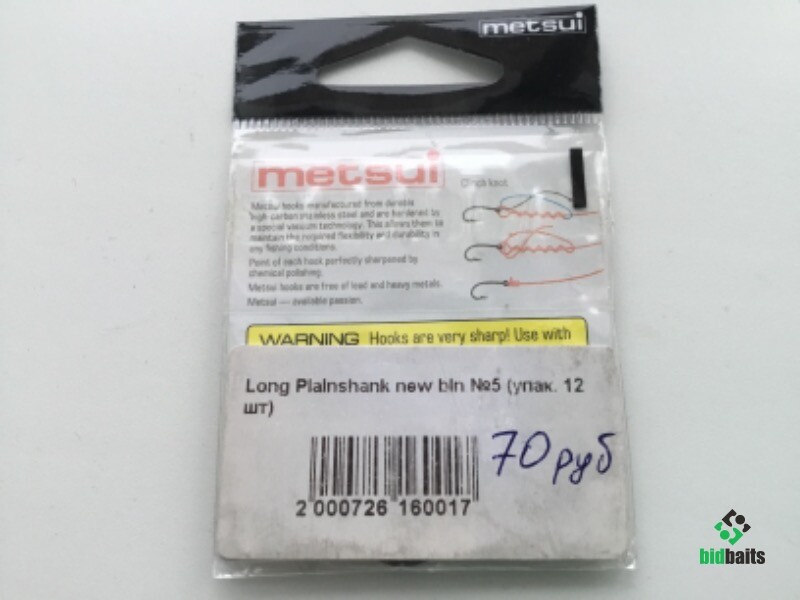 metsui
metsui
Clinch knot
Metsui hooks manufactured from durable
high carbon stainless steel and are hardened by
a special vacuum technology. This allows them to
maintain the required flexibility and durability in
any fishing conditions.
Point of each hook perfectly sharpened by
chemical polishing.
Metsui hooks are free of lead and heavy metals.
Metsui — available passion.
WARNING Hooks are very sharp! Use with
Long Plainshank new bln №5 (упак. 12
шт)
70 руб
2 000726 160017
bidbaits